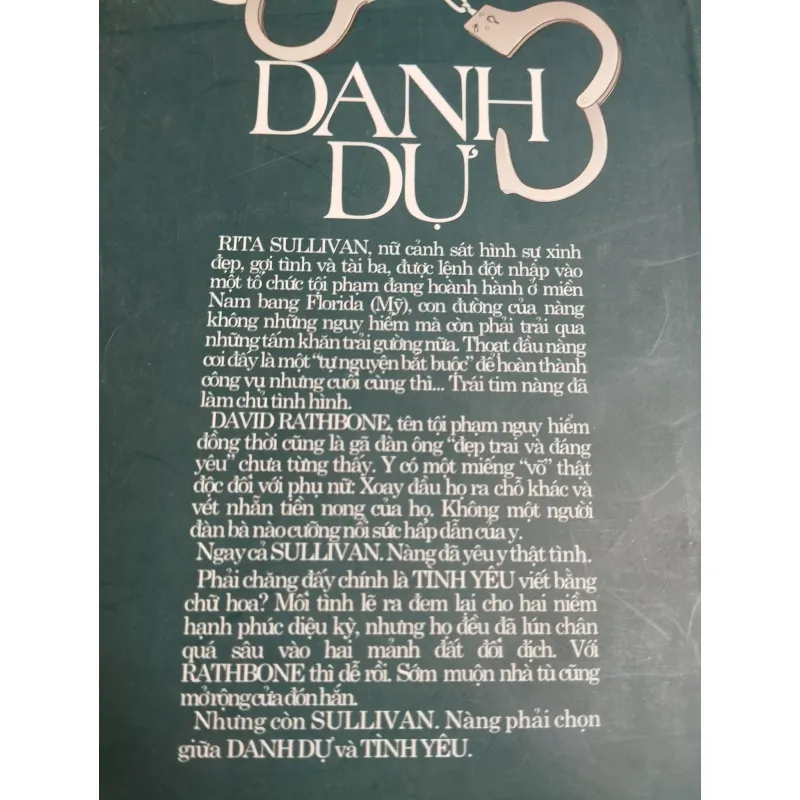 DANH
DỰ
RITA SULLIVAN, nữ cảnh sát hình sự xinh
đẹp, gợi tình và tài ba, được lệnh đột nhập vào
một tổ chức tội phạm đang hoành hành ở miền
Nam bang Florida (Mỹ), con đường của nàng
không những nguy hiểm mà còn phải trải qua
những tấm khăn trải gường nữa. Thoạt đầu nàng
coi đây là một "tự nguyện bắt buộc" để hoàn thành
công vụ nhưng cuối cùng thì... Trái tim nàng đã
làm chủ tình hình.
DAVID RATHBONE, tên tội phạm nguy hiểm
đồng thời cũng là gã đàn ông "đẹp trai và đáng
yêu" chưa từng thấy. Y có một miếng "võ" thật
độc đối với phụ nữ: Xoay đầu họ ra chỗ khác và
vét nhẵn tiền nong của họ. Không một người
đàn bà nào cưỡng nổi sức hấp dẫn của y.
Ngay cả SULLIVAN. Nàng đã yêu y thật tình.
Phải chăng đấy chính là TÌNH YÊU viết bằng
chữ hoa? Mối tình lẽ ra đem lại cho hai niềm
hạnh phúc diệu kỳ, nhưng họ đều đã lún chân
quá sâu vào hai mảnh đất đối địch. Với
RATHBONE thì dễ rồi. Sớm muộn nhà tù cũng
mở rộng cửa đón hắn.
Nhưng còn SULLIVAN. Nàng phải chọn
giữa DANH DỰ và TÌNH YÊU.